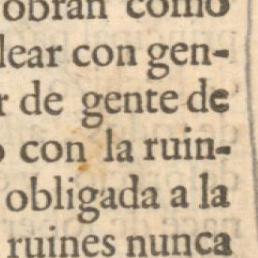 obran como
lear con gen-
r de gente de
o con la ruin-
obligada a la
ruines nunca